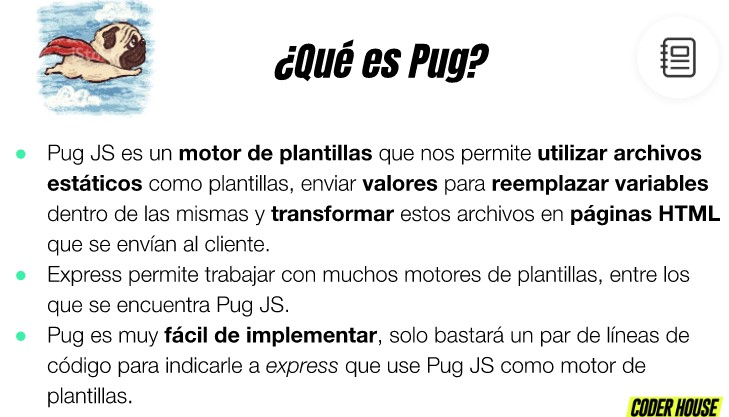 iStock
¿Qué es Pug?
● Pug JS es un motor de plantillas que nos permite utilizar archivos
estáticos como plantillas, enviar valores para reemplazar variables
dentro de las mismas y transformar estos archivos en páginas HTML
que se envían al cliente.
● Express permite trabajar con muchos motores de plantillas, entre los
que se encuentra Pug JS.
● Pug es muy fácil de implementar, solo bastará un par de líneas de
código para indicarle a express que use Pug JS como motor de
plantillas.
CODER HOUSE